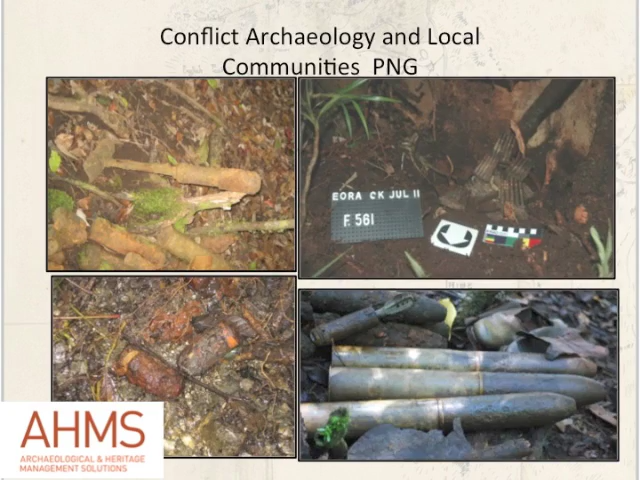 Conflict Archaeology and Local
Communities PNG
EORA CK JUL 11
F 561
AHMS
ARCHAEOLOGICAL & HERITAGE
MANAGEMENT SOLUTIONS